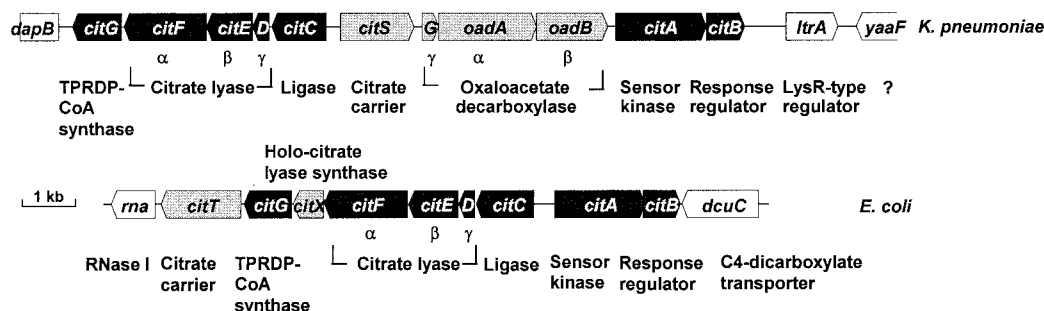 dapB citG citF citE D citC citS G oadA oadB citA citB ltrA yaaF K. pneumoniae
α β γ γ α β
TPRDP- Citrate lyase Ligase Citrate Oxaloacetate Sensor Response LysR-type ?
CoA carrier decarboxylase kinase regulator regulator
synthase
Holo-citrate
lyase synthase
1 kb rna citT citG citX citF citE D citC citA citB dcuC E. coli
α β γ
RNase I Citrate TPRDP- Citrate lyase Ligase Sensor Response C4-dicarboxylate
carrier CoA kinase regulator transporter
synthase